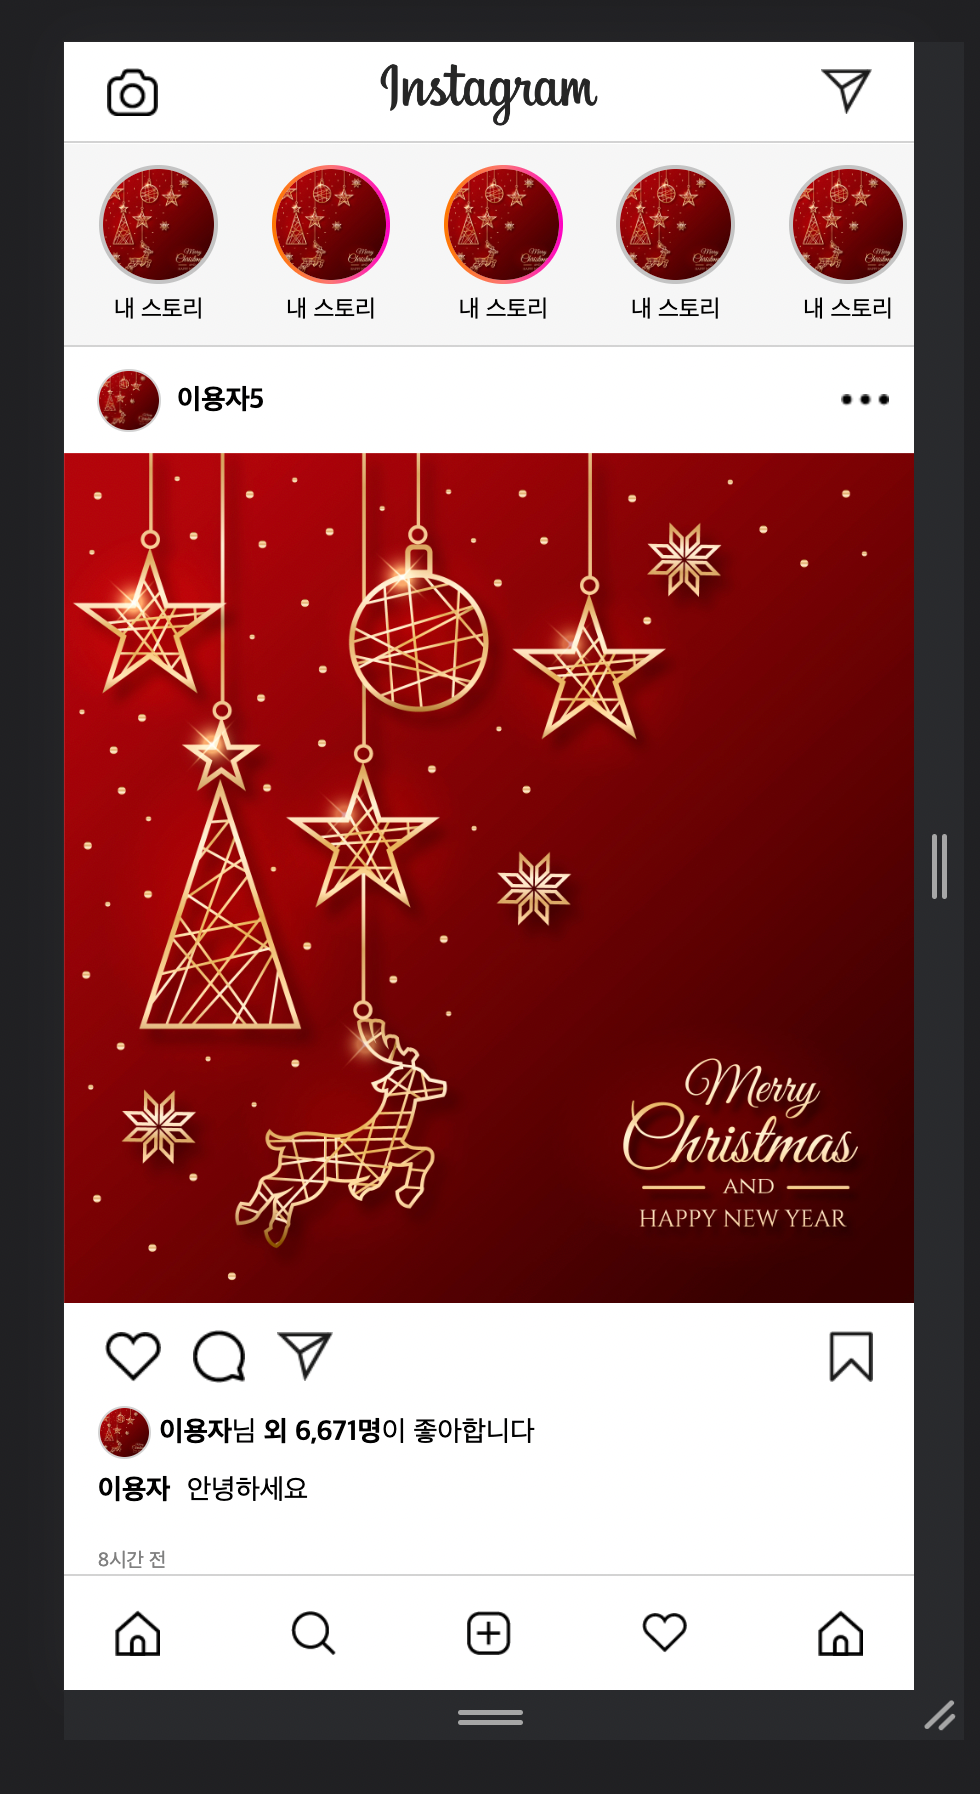 Instagram
내 스토리 내 스토리 내 스토리 내 스토리 내 스토리
이용자5
Merry
Christmas
AND
HAPPY NEW YEAR
이용자님 외 6,671명이 좋아합니다
이용자 안녕하세요
8시간 전